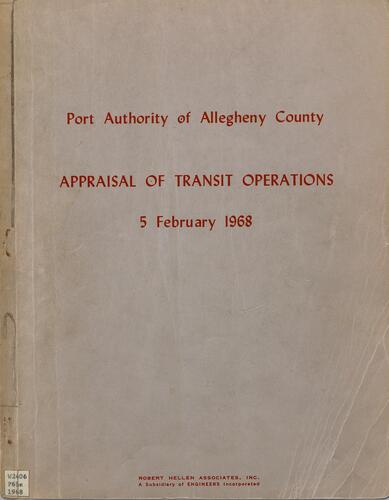 Port Authority of Allegheny County
APPRAISAL OF TRANSIT OPERATIONS
5 February 1968
ROBERT HELLEN ASSOCIATES, INC.
A Subsidiary of ENGINEERS Incorporated
1968